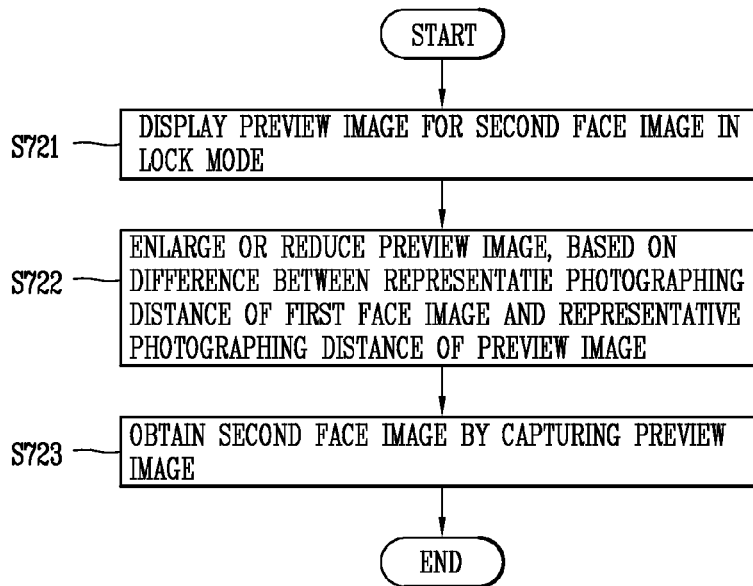 START
S721
DISPLAY PREVIEW IMAGE FOR SECOND FACE IMAGE IN
LOCK MODE
S722
ENLARGE OR REDUCE PREVIEW IMAGE, BASED ON
DIFFERENCE BETWEEN REPRESENTATIE PHOTOGRAPHING
DISTANCE OF FIRST FACE IMAGE AND REPRESENTATIVE
PHOTOGRAPHING DISTANCE OF PREVIEW IMAGE
S723
OBTAIN SECOND FACE IMAGE BY CAPTURING PREVIEW
IMAGE
END